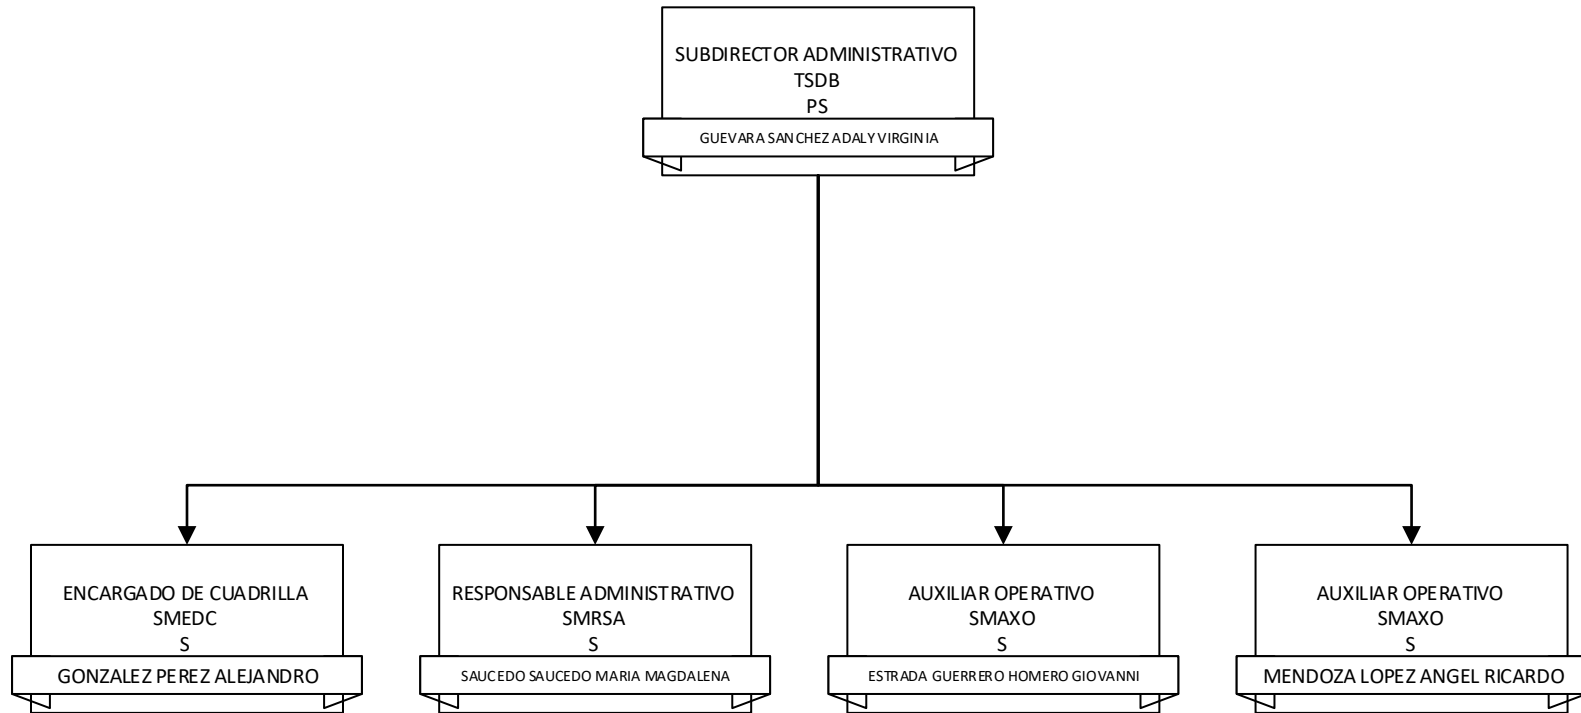 SUBDIRECTOR ADMINISTRATIVO
TSDB
PS
GUEVARA SANCHEZ ADALY VIRGINIA
ENCARGADO DE CUADRILLA
SMEDC
S
GONZALEZ PEREZ ALEJANDRO
RESPONSABLE ADMINISTRATIVO
SMRSA
S
SAUCEDO SAUCEDO MARIA MAGDALENA
AUXILIAR OPERATIVO
SMAXO
S
ESTRADA GUERRERO HOMERO GIOVANNI
AUXILIAR OPERATIVO
SMAXO
S
MENDOZA LOPEZ ANGEL RICARDO